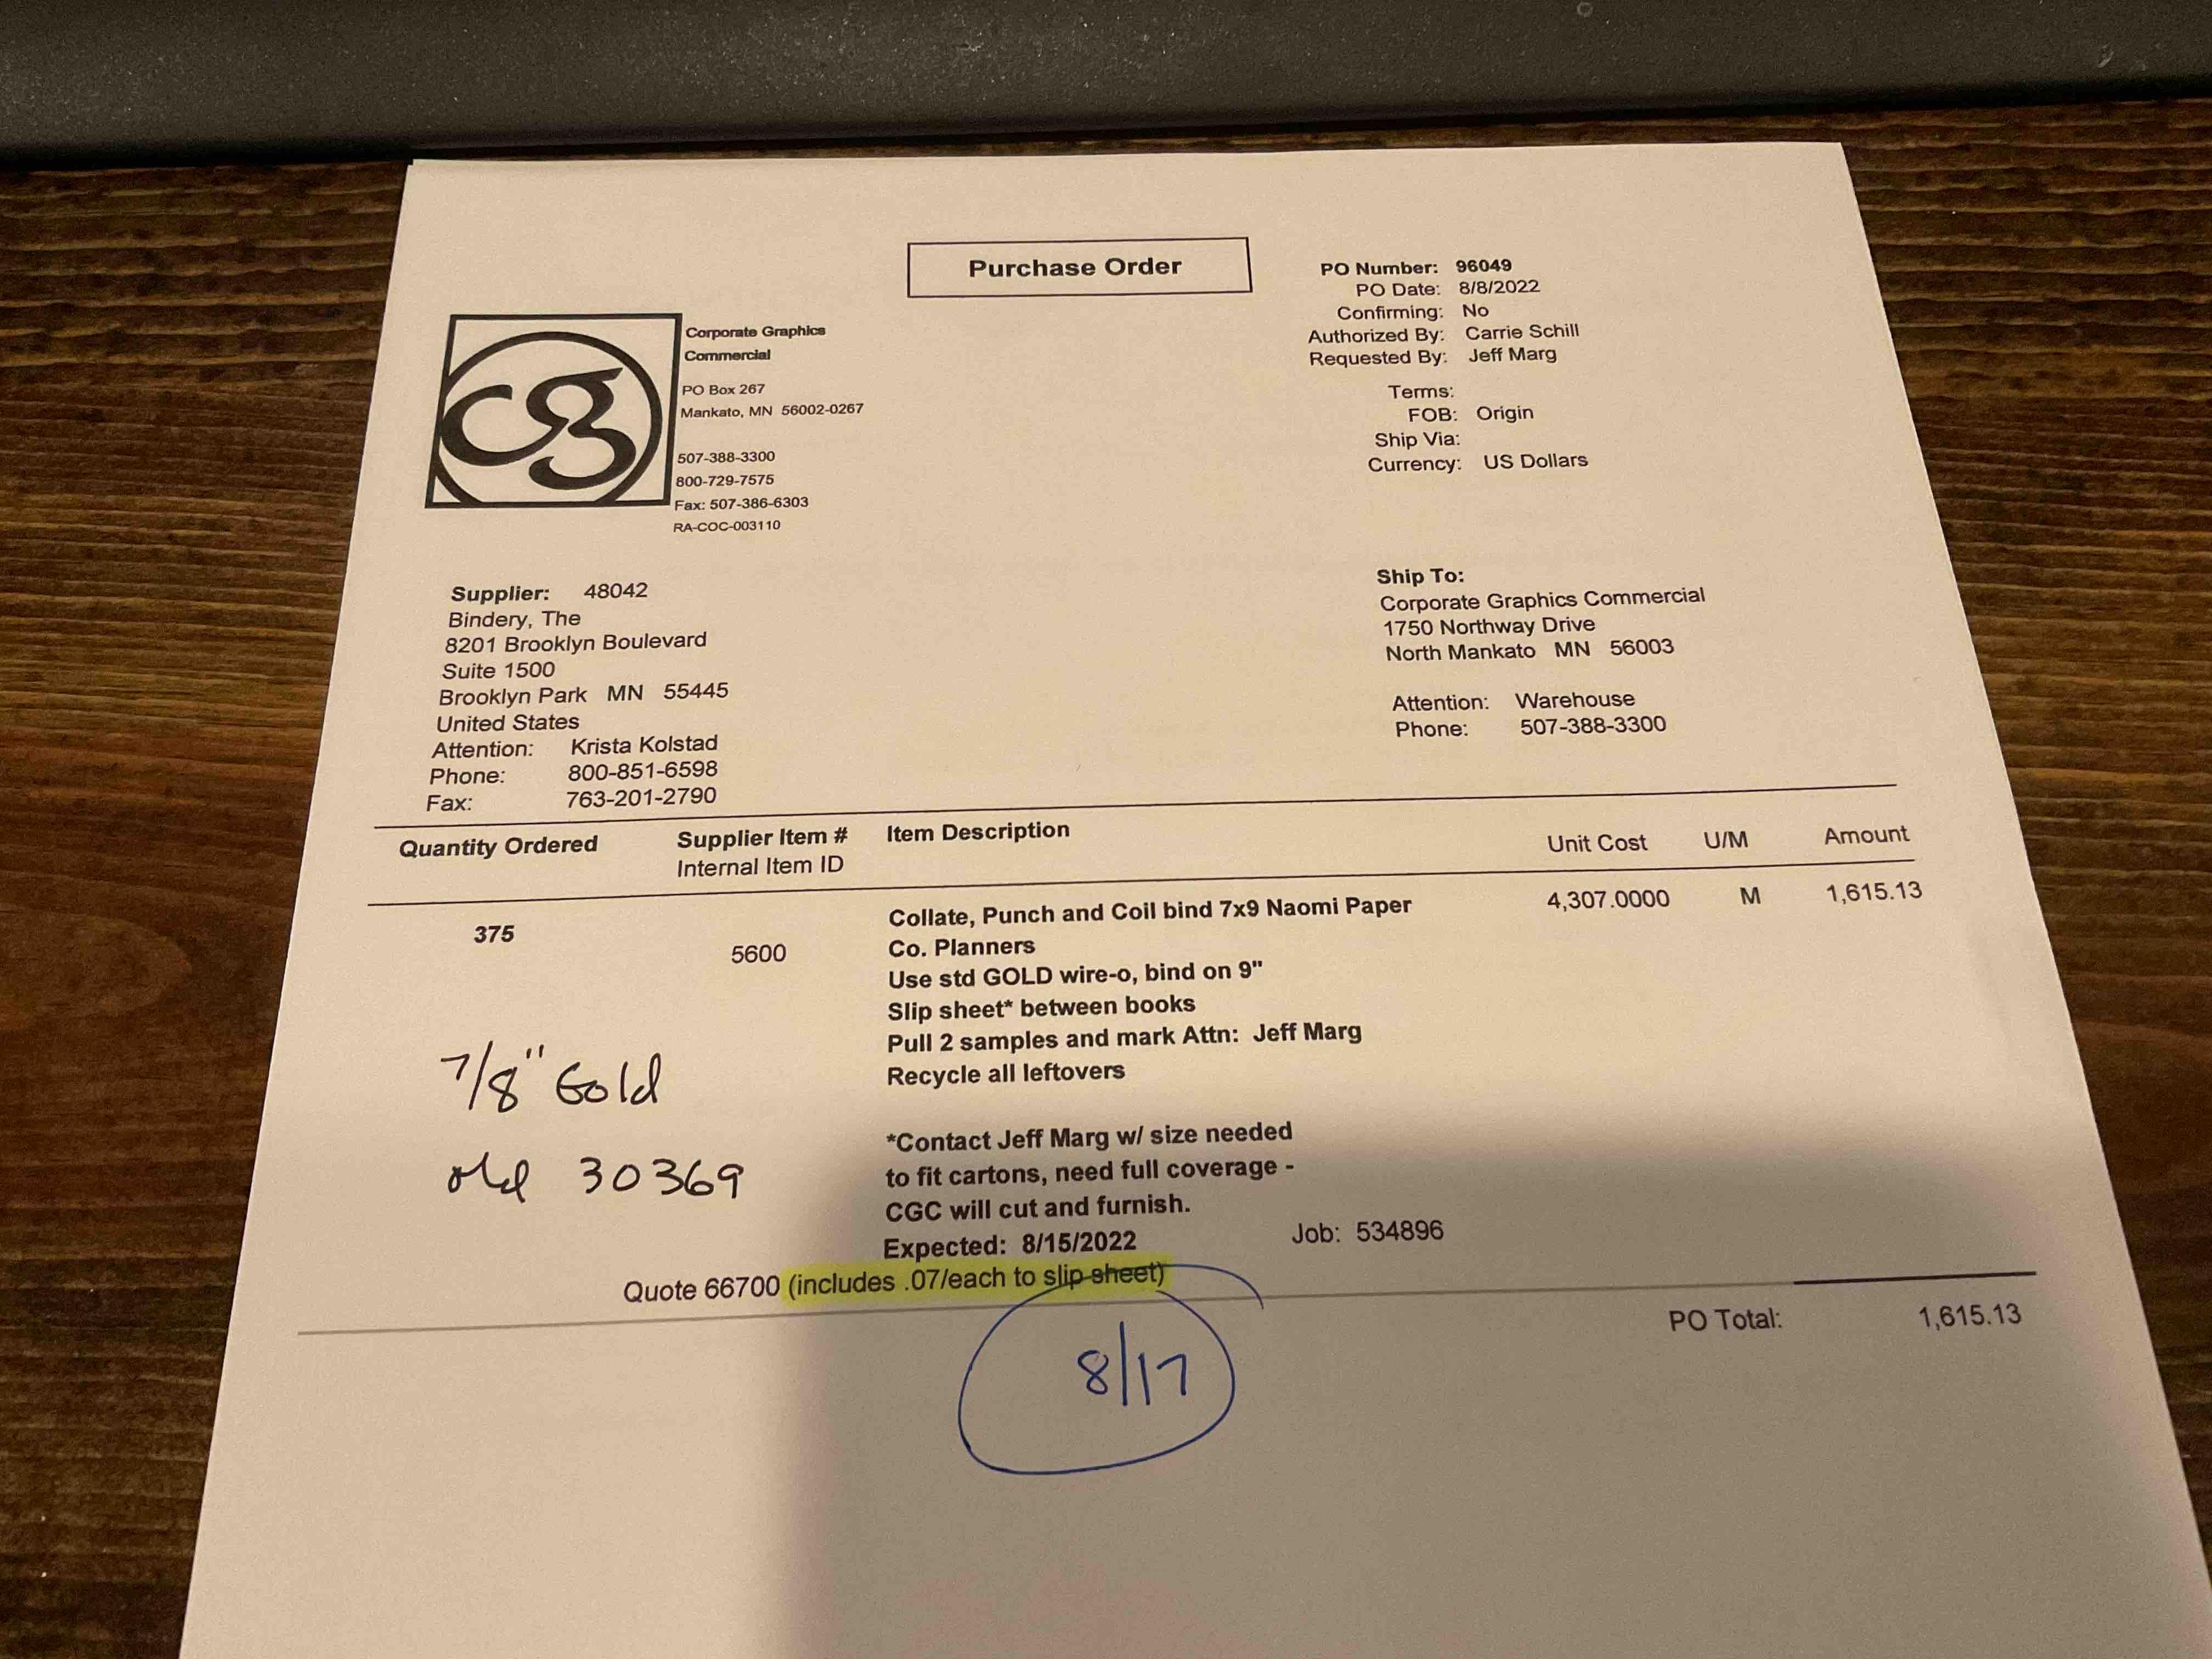 Purchase Order
PO Number: 96049
PO Date: 8/8/2022
Confirming: No
Authorized By: Carrie Schill
Requested By: Jeff Marg
Terms:
FOB: Origin
Ship Via:
Currency: US Dollars
cg
Corporate Graphics
Commercial
PO Box 267
Mankato, MN 56002-0267
507-388-3300
800-729-7575
Fax: 507-386-6303
RA-COC-003110
Supplier: 48042
Bindery, The
8201 Brooklyn Boulevard
Suite 1500
Brooklyn Park MN 55445
United States
Attention: Krista Kolstad
Phone: 800-851-6598
Fax: 763-201-2790
Ship To:
Corporate Graphics Commercial
1750 Northway Drive
North Mankato MN 56003
Attention: Warehouse
Phone: 507-388-3300
Quantity Ordered Supplier Item # Item Description Unit Cost U/M Amount
Internal Item ID
375 5600 Collate, Punch and Coil bind 7x9 Naomi Paper 4,307.0000 M 1,615.13
Co. Planners
Use std GOLD wire-o, bind on 9"
Slip sheet* between books
Pull 2 samples and mark Attn: Jeff Marg
Recycle all leftovers
7/8" Gold
old 30369
*Contact Jeff Marg w/ size needed
to fit cartons, need full coverage -
CGC will cut and furnish.
Expected: 8/15/2022 Job: 534896
Quote 66700 (includes .07/each to slip sheet)
PO Total: 1,615.13
8/17